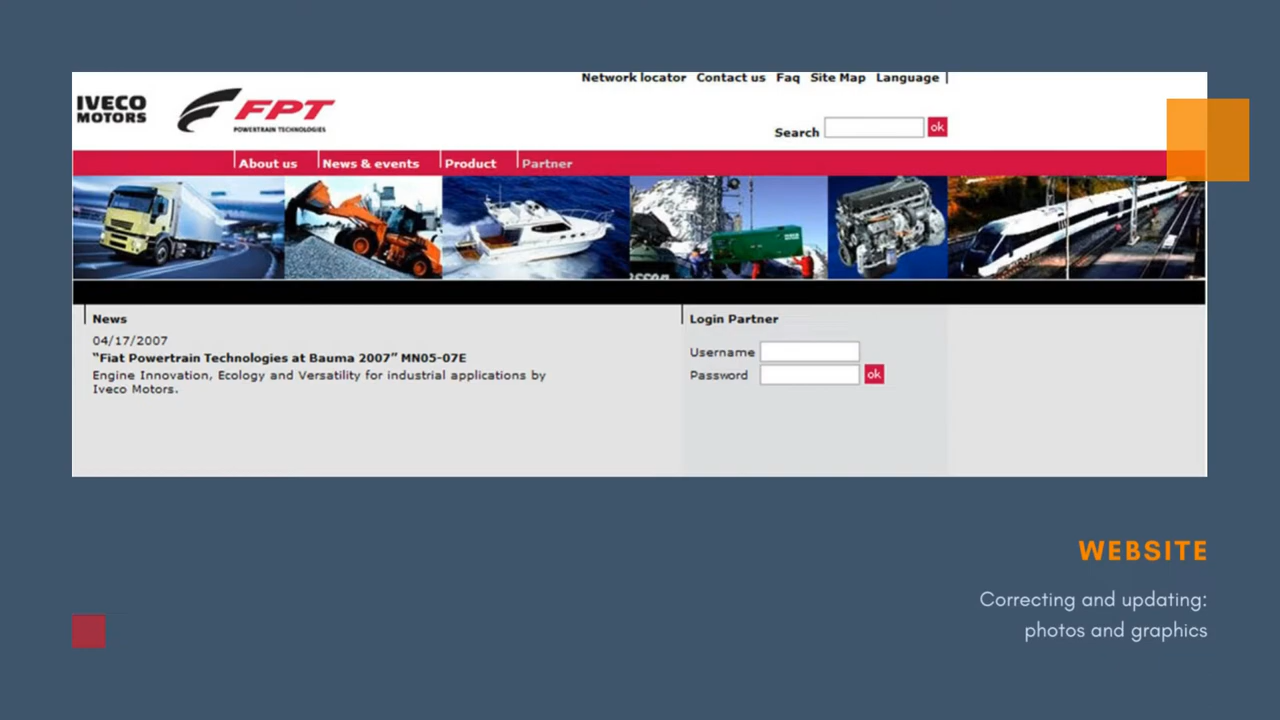 Network locator Contact us Faq Site Map Language
IVECO
MOTORS
FPT
POWERTRAIN TECHNOLOGIES
Search ok
About us News & events Product Partner
News
04/17/2007
"Fiat Powertrain Technologies at Bauma 2007" MN05-07E
Engine Innovation, Ecology and Versatility for industrial applications by
Iveco Motors.
Login Partner
Username
Password ok
WEBSITE
Correcting and updating:
photos and graphics